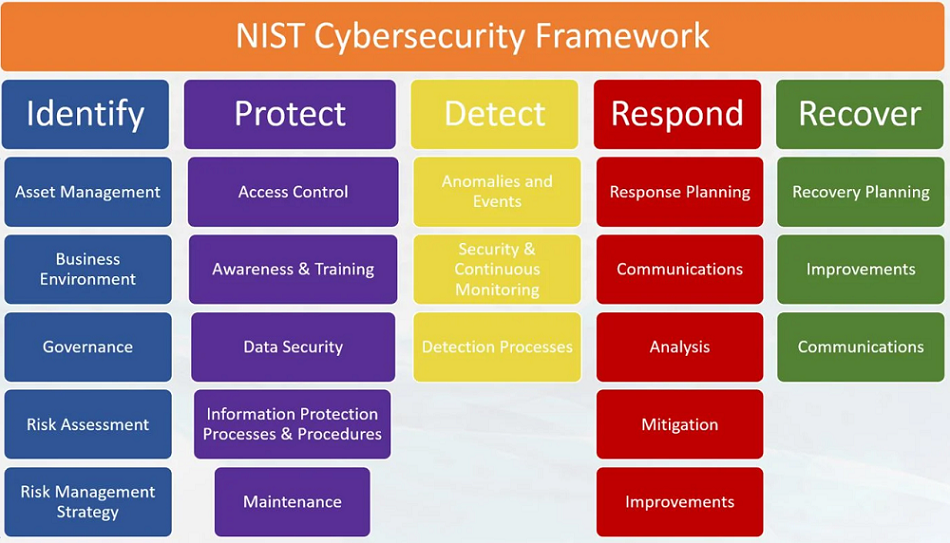 NIST Cybersecurity Framework
Identify
Protect
Detect
Respond
Recover
Asset Management
Access Control
Anomalies and
Events
Response Planning
Recovery Planning
Business
Environment
Awareness & Training
Security &
Continuous
Monitoring
Communications
Improvements
Governance
Data Security
Detection Processes
Analysis
Communications
Risk Assessment
Information Protection
Processes & Procedures
Mitigation
Risk Management
Strategy
Maintenance
Improvements